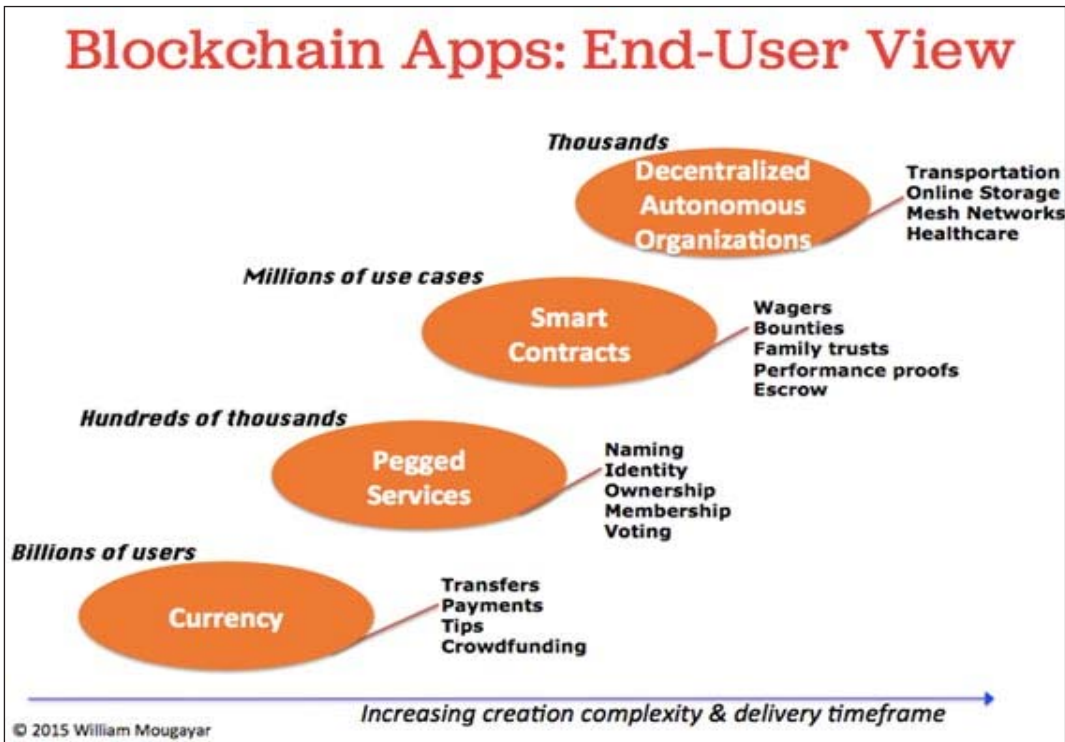 Blockchain Apps: End-User View
Thousands
Decentralized
Autonomous
Organizations
Transportation
Online Storage
Mesh Networks
Healthcare
Millions of use cases
Smart
Contracts
Wagers
Bounties
Family trusts
Performance proofs
Escrow
Hundreds of thousands
Pegged
Services
Naming
Identity
Ownership
Membership
Voting
Billions of users
Currency
Transfers
Payments
Tips
Crowdfunding
Increasing creation complexity & delivery timeframe
© 2015 William Mougayar